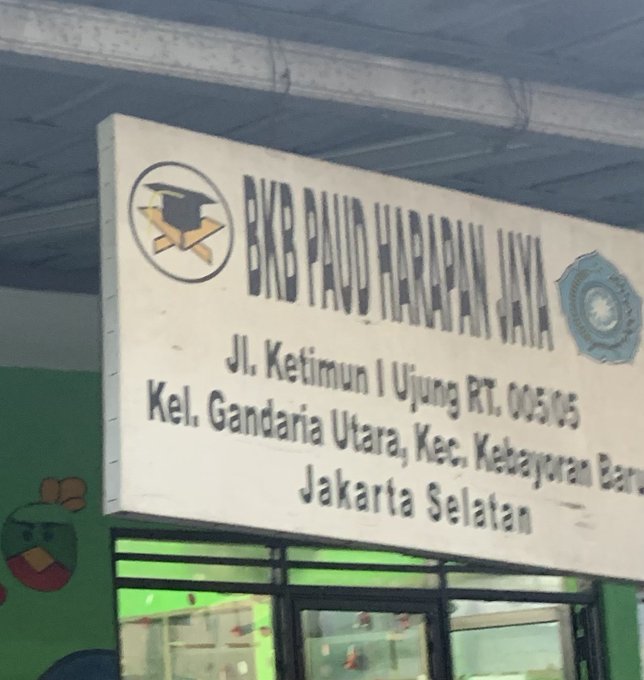 BKB PAUD HARAPAN JAYA
Jl. Ketimun I Ujung RT. 005/05
Kel. Gandaria Utara, Kec. Kebayoran Baru
Jakarta Selatan